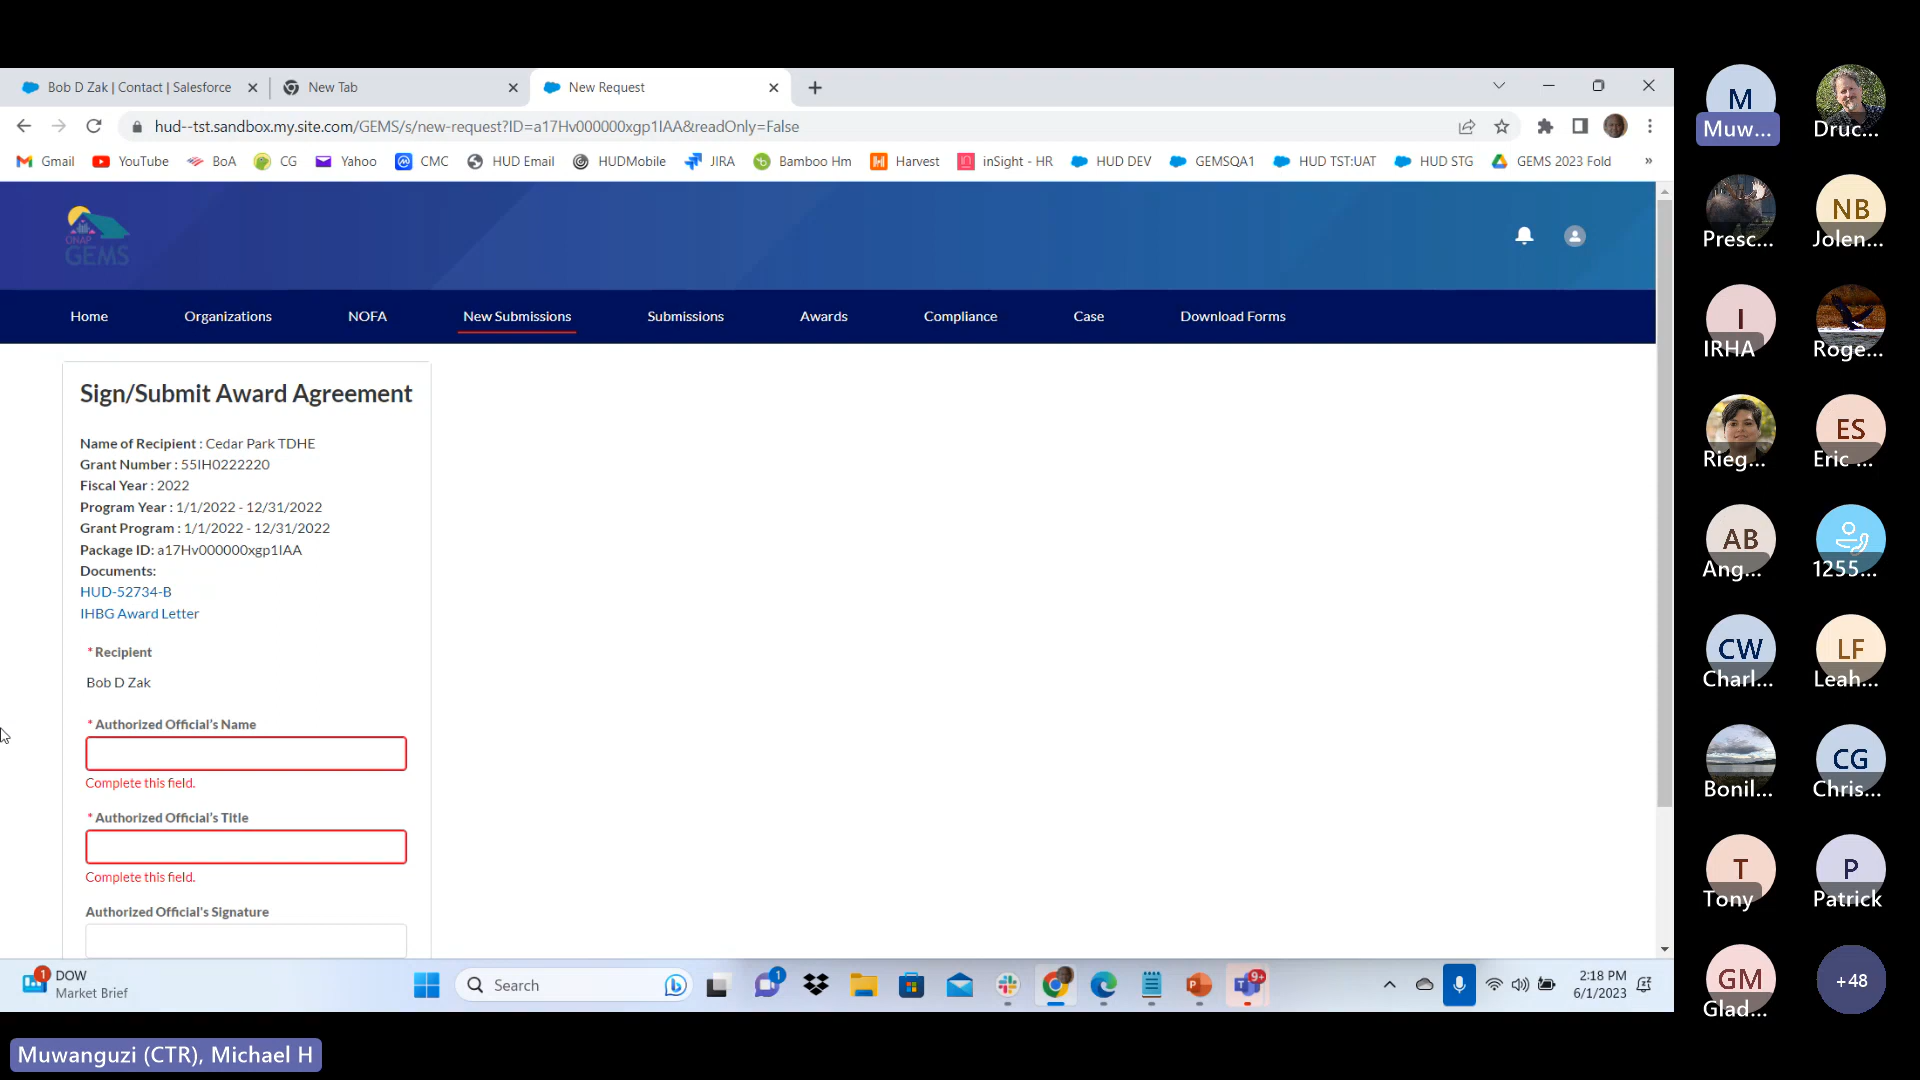 Bob D Zak | Contact | Salesforce
New Tab
New Request
hud--tst.sandbox.my.site.com/GEMS/s/new-request?ID=a17Hv000000xgp1IAA&readOnly=False
Gmail YouTube BoA CG Yahoo CMC HUD Email HUDMobile JIRA Bamboo Hm Harvest inSight - HR HUD DEV GEMSQA1 HUD TST:UAT HUD STG GEMS 2023 Fold »
ONAP
GEMS
Home Organizations NOFA New Submissions Submissions Awards Compliance Case Download Forms
Sign/Submit Award Agreement
Name of Recipient : Cedar Park TDHE
Grant Number : 55IH0222220
Fiscal Year : 2022
Program Year : 1/1/2022 - 12/31/2022
Grant Program : 1/1/2022 - 12/31/2022
Package ID: a17Hv000000xgp1IAA
Documents:
HUD-52734-B
IHBG Award Letter
* Recipient
Bob D Zak
* Authorized Official's Name
Complete this field.
* Authorized Official's Title
Complete this field.
Authorized Official's Signature
1
DOW
Market Brief
Search
1
9+
2:18 PM
6/1/2023
M
Muw...
Druc...
Presc...
NB
Jolen...
I
IRHA
Roge...
Rieg...
ES
Eric ...
AB
Ang...
1255...
CW
Charl...
LF
Leah...
Bonil...
CG
Chris...
T
Tony
P
Patrick
GM
Glad...
+48
Muwanguzi (CTR), Michael H